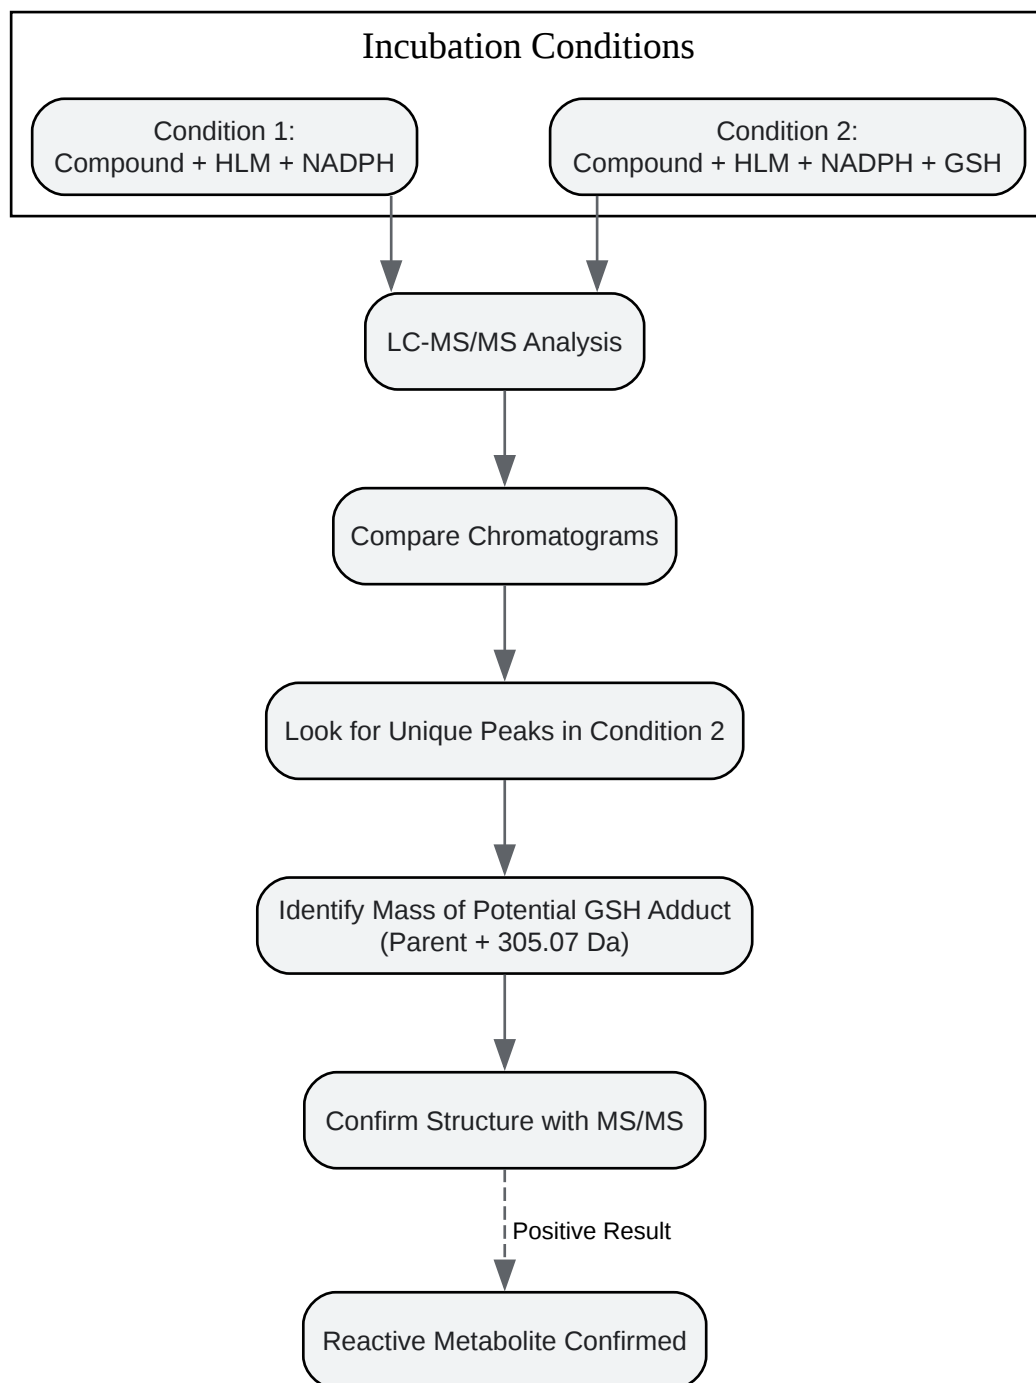 Incubation Conditions
Condition 1:
Compound + HLM + NADPH
Condition 2:
Compound + HLM + NADPH + GSH
LC-MS/MS Analysis
Compare Chromatograms
Look for Unique Peaks in Condition 2
Identify Mass of Potential GSH Adduct
(Parent + 305.07 Da)
Confirm Structure with MS/MS
Positive Result
Reactive Metabolite Confirmed